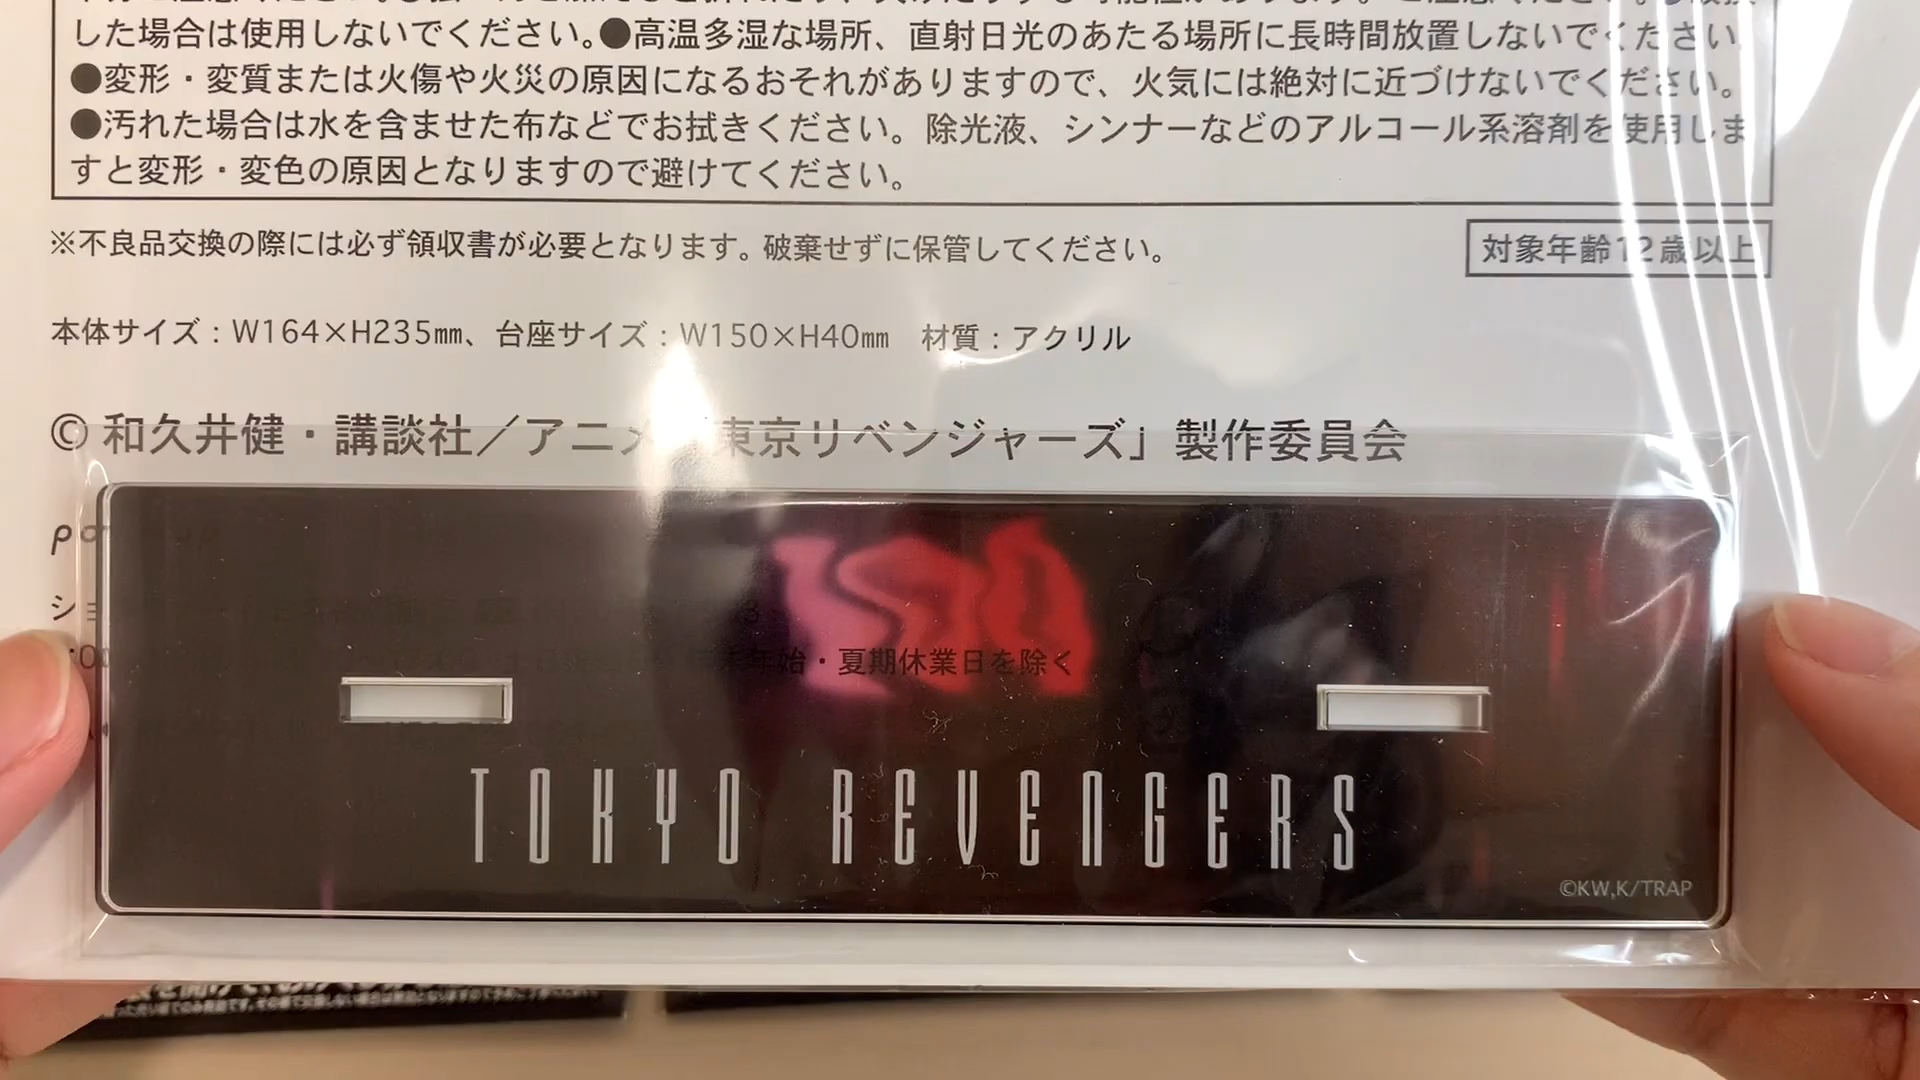 した場合は使用しないでください。●高温多湿な場所、直射日光のあたる場所に長時間放置しないでください。
●変形・変質または火傷や火災の原因になるおそれがありますので、火気には絶対に近づけないでください。
●汚れた場合は水を含ませた布などでお拭きください。除光液、シンナーなどのアルコール系溶剤を使用しま
すと変形・変色の原因となりますので避けてください。
※不良品交換の際には必ず領収書が必要となります。破棄せずに保管してください。
対象年齢12歳以上
本体サイズ：W164×H235㎜、台座サイズ：W150×H40㎜　材質：アクリル
© 和久井健・講談社／アニメ「東京リベンジャーズ」製作委員会
年始・夏期休業日を除く
TOKYO REVENGERS
©KW,K/TRAP